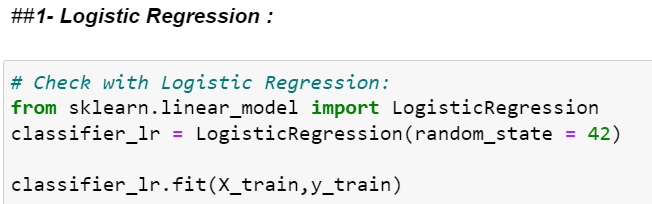 ##1- Logistic Regression :
# Check with Logistic Regression:
from sklearn.linear_model import LogisticRegression
classifier_lr = LogisticRegression(random_state = 42)
classifier_lr.fit(X_train,y_train)